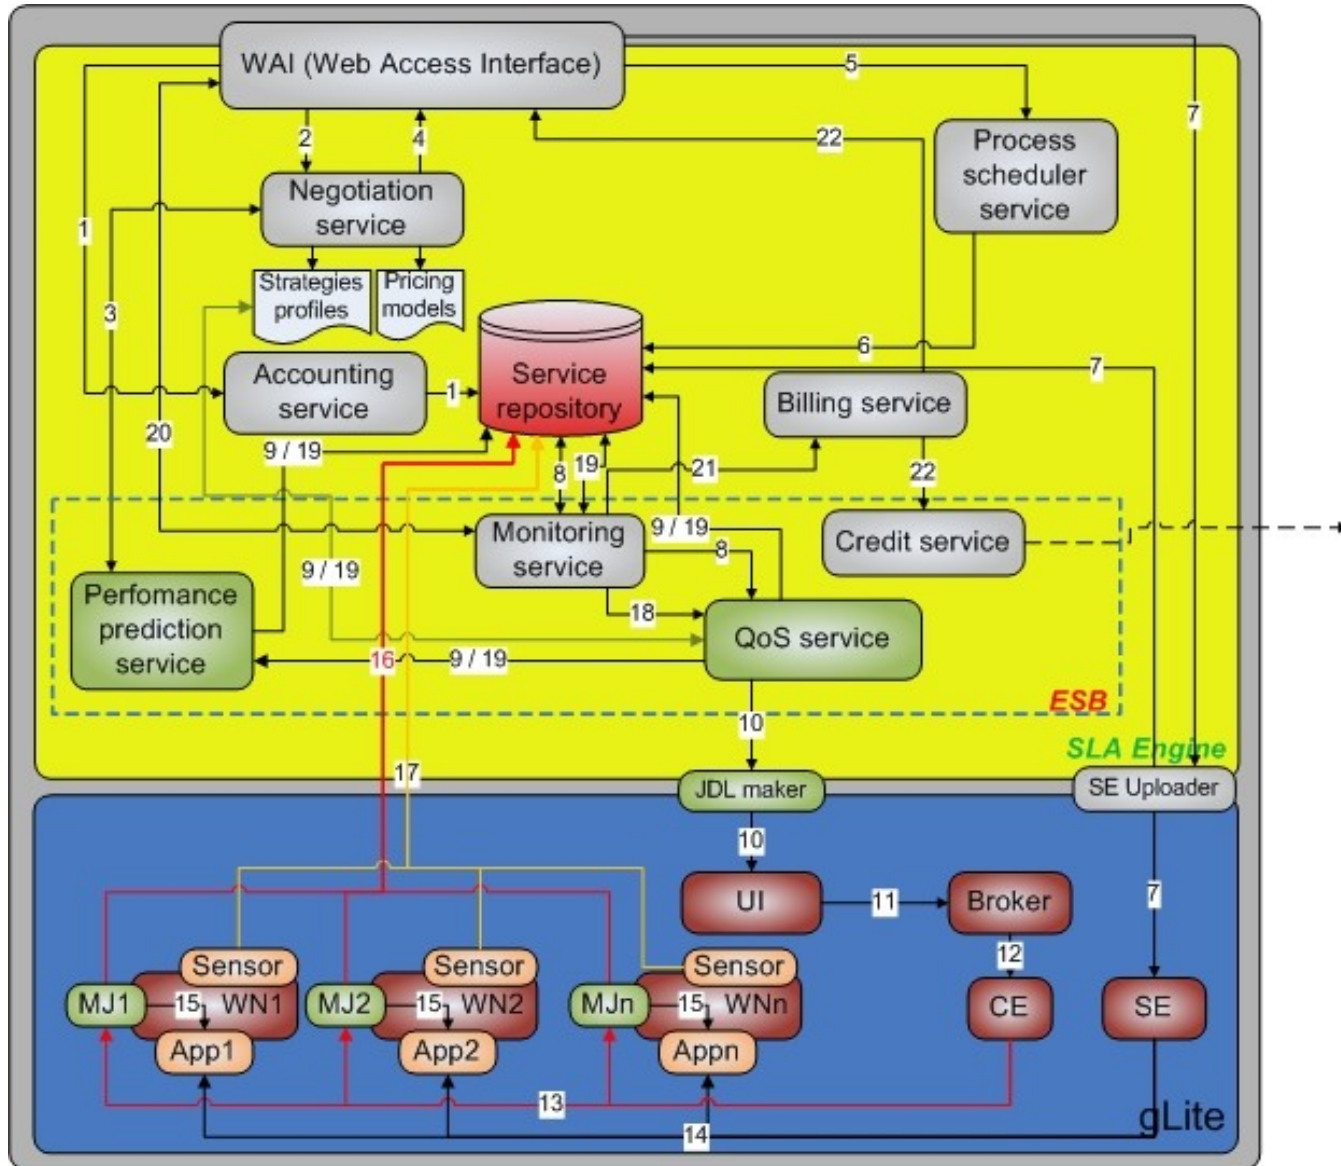 WAI (Web Access Interface)
5
7
2
4
22
Process
scheduler
service
Negotiation
service
1
Strategies
profiles
Pricing
models
3
6
Service
repository
7
Accounting
service
1
Billing service
20
9 / 19
8
19
21
22
Monitoring
service
9 / 19
8
Credit service
9 / 19
Perfomance
prediction
service
18
QoS service
16
9 / 19
ESB
10
SLA Engine
17
JDL maker
SE Uploader
10
UI
11
Broker
7
12
Sensor
Sensor
Sensor
MJ1
15
WN1
MJ2
15
WN2
MJn
15
WNn
CE
SE
App1
App2
Appn
13
gLite
14